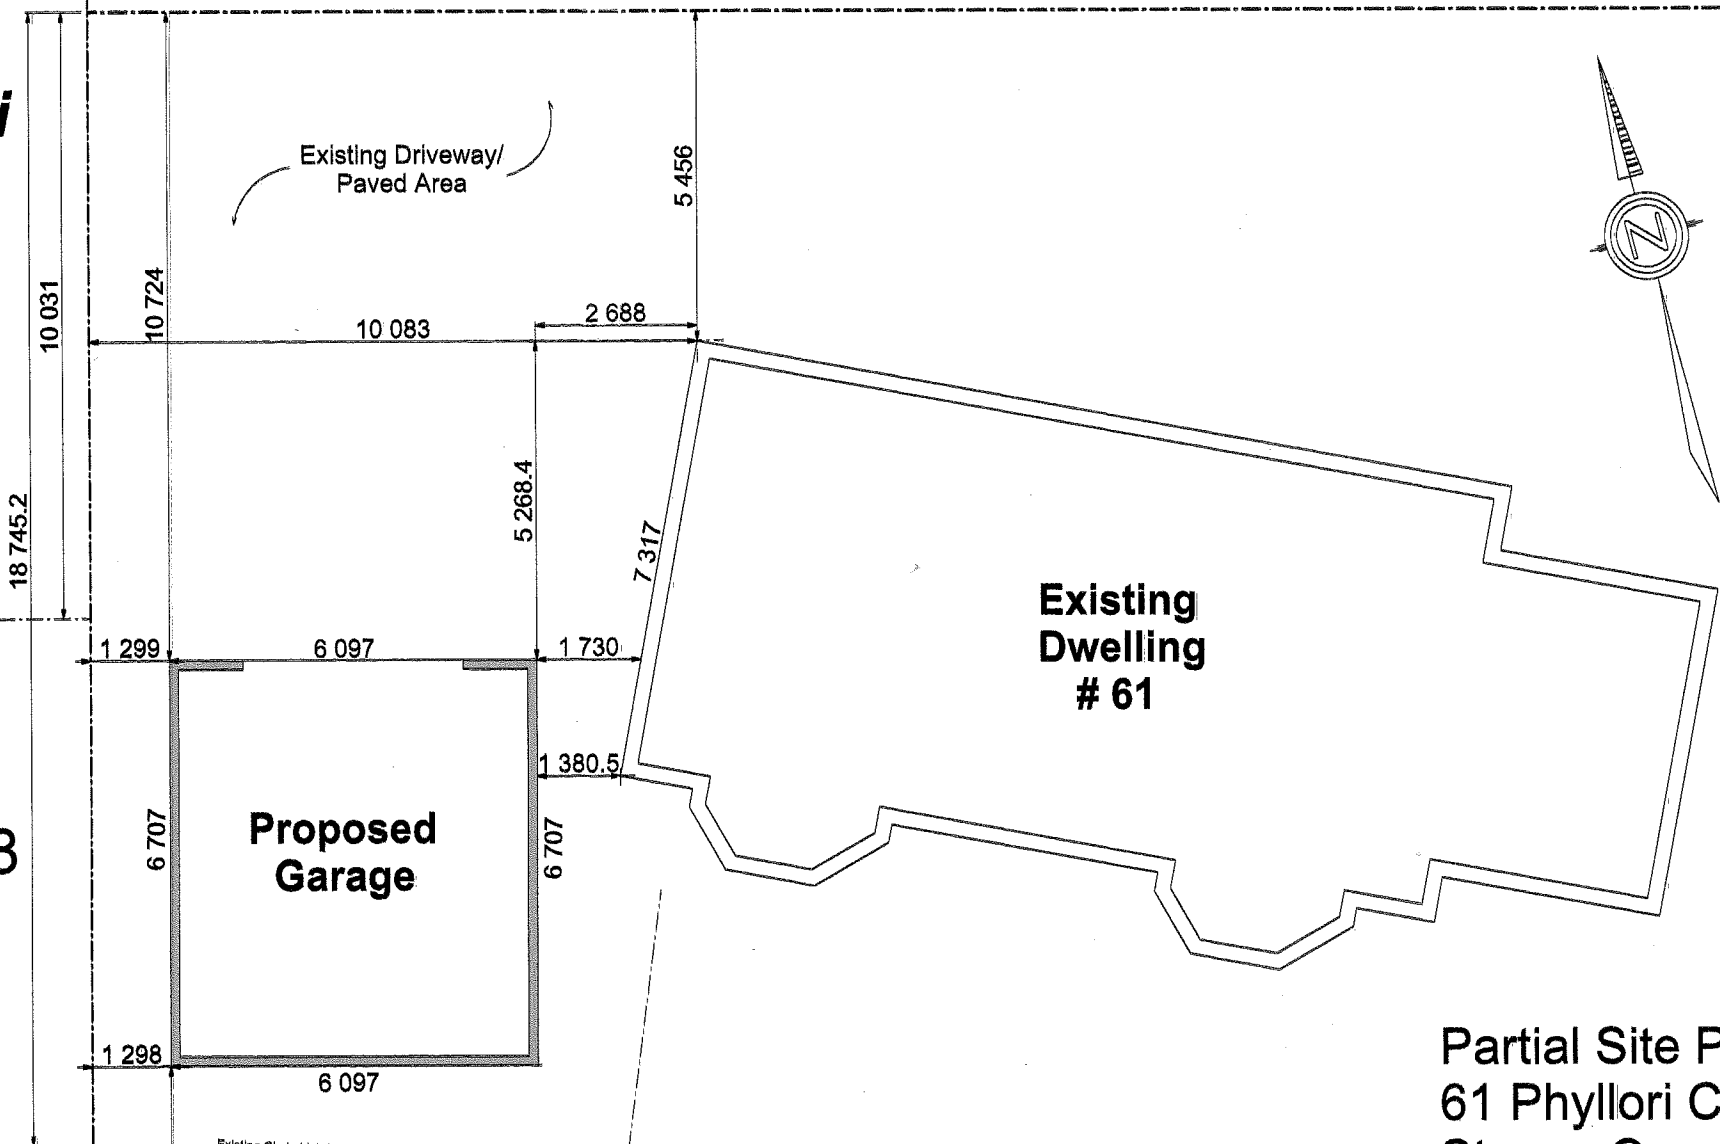 i
Existing Driveway/
Paved Area
5 456
10 031
10 724
2 688
10 083
N
18 745.2
5 268.4
7 317
Existing
Dwelling
# 61
1 299
6 097
1 730
1 380.5
6 707
Proposed
Garage
6 707
1 298
6 097
Partial Site P
61 Phyllori C
Existing